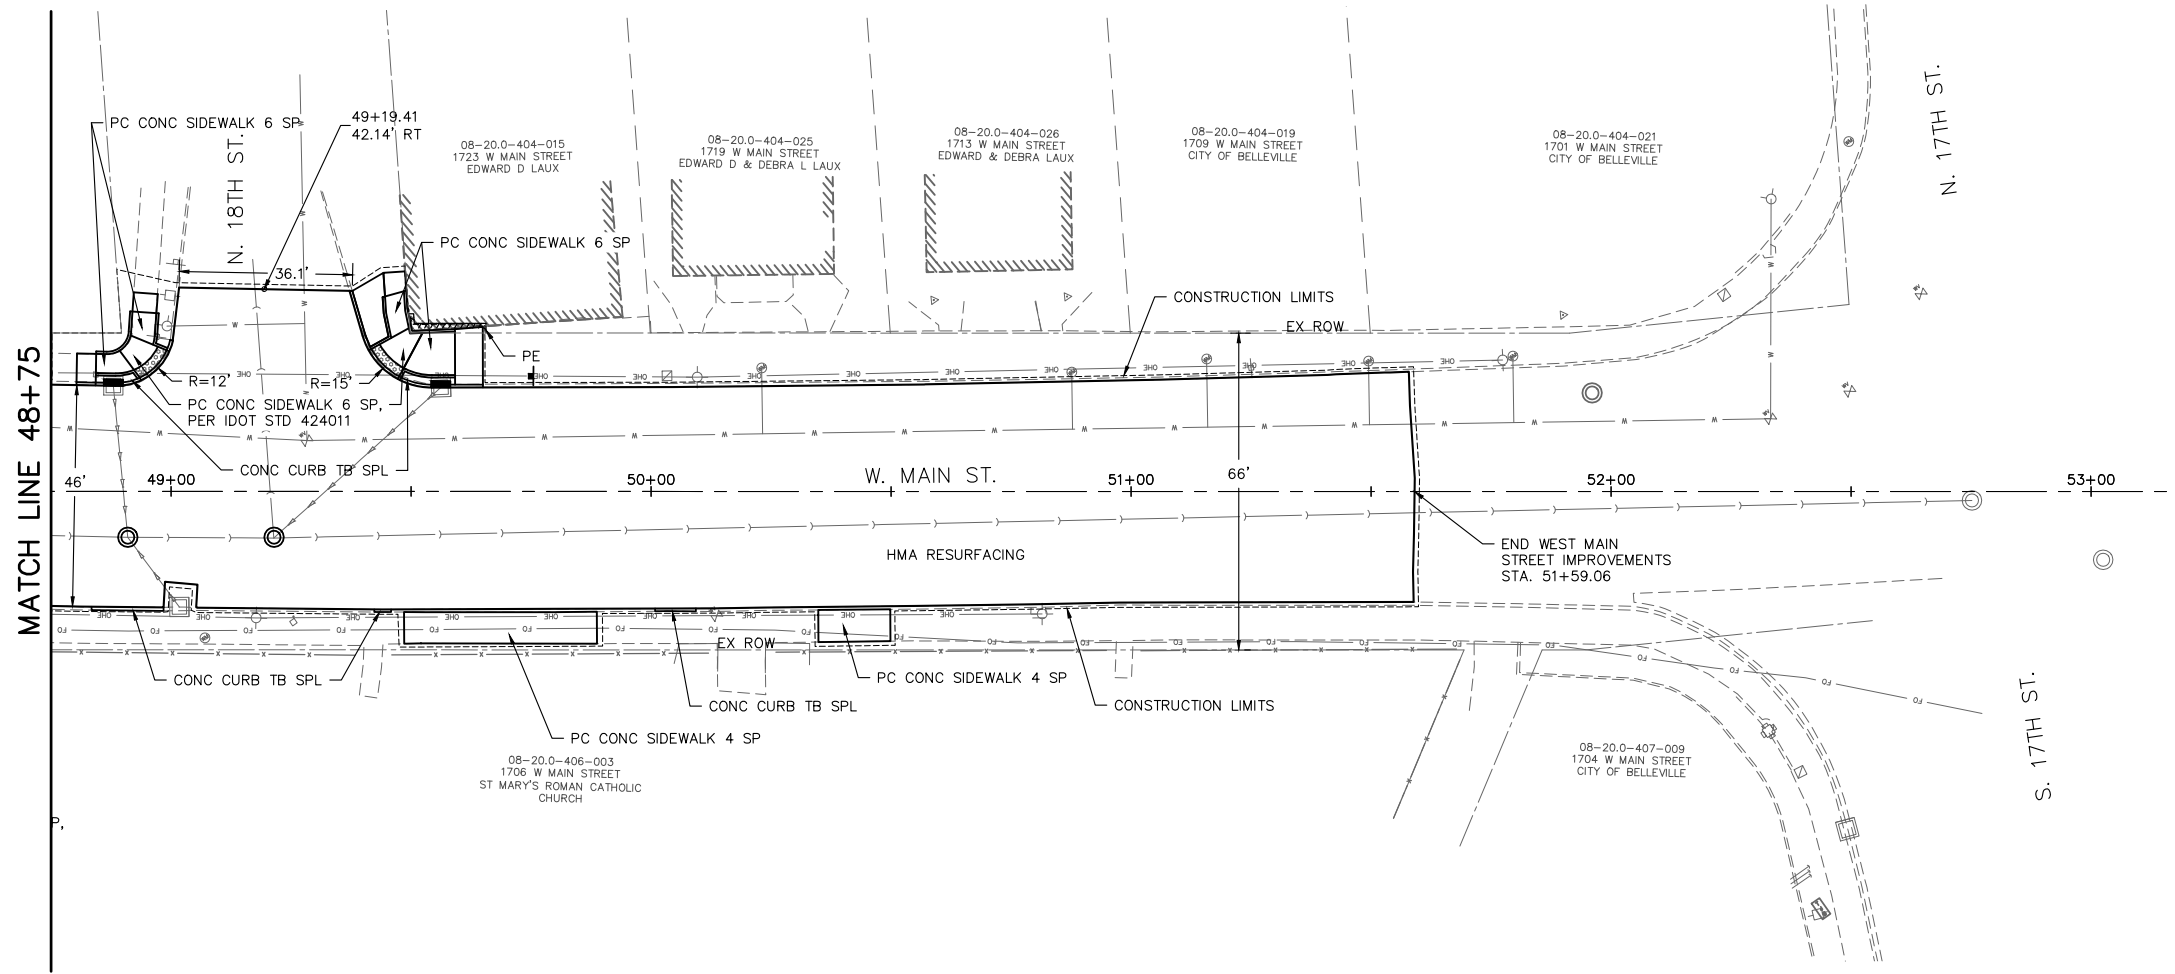 MATCH LINE 48+75
PC CONC SIDEWALK 6 SP
N. 18TH ST.
49+19.41
42.14' RT
36.1'
08-20.0-404-015
1723 W MAIN STREET
EDWARD D LAUX
08-20.0-404-025
1719 W MAIN STREET
EDWARD D & DEBRA L LAUX
08-20.0-404-026
1713 W MAIN STREET
EDWARD & DEBRA LAUX
08-20.0-404-019
1709 W MAIN STREET
CITY OF BELLEVILLE
08-20.0-404-021
1701 W MAIN STREET
CITY OF BELLEVILLE
N. 17TH ST.
PC CONC SIDEWALK 6 SP
CONSTRUCTION LIMITS
EX ROW
PE
R=12'
R=15'
PC CONC SIDEWALK 6 SP,
PER IDOT STD 424011
CONC CURB TB SPL
46'
49+00
50+00
W. MAIN ST.
51+00
66'
52+00
53+00
HMA RESURFACING
END WEST MAIN
STREET IMPROVEMENTS
STA. 51+59.06
EX ROW
CONC CURB TB SPL
PC CONC SIDEWALK 4 SP
CONC CURB TB SPL
CONSTRUCTION LIMITS
PC CONC SIDEWALK 4 SP
08-20.0-406-003
1706 W MAIN STREET
ST MARY'S ROMAN CATHOLIC
CHURCH
08-20.0-407-009
1704 W MAIN STREET
CITY OF BELLEVILLE
S. 17TH ST.
P,
OHE
W
FO